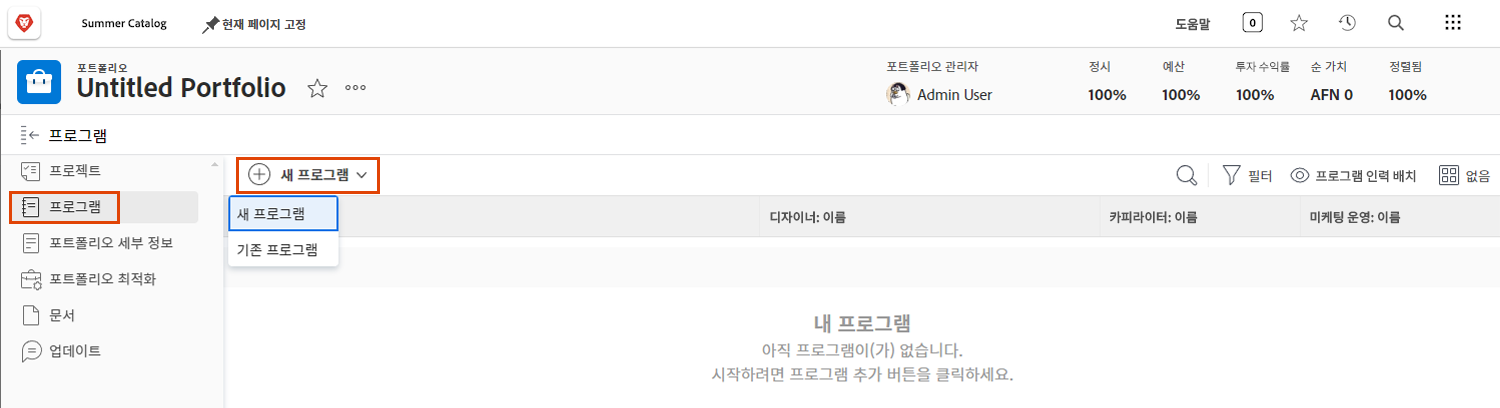 Summer Catalog
현재 페이지 고정
도움말
0
포트폴리오
Untitled Portfolio
포트폴리오 관리자
Admin User
정시
100%
예산
100%
투자 수익률
100%
순 가치
AFN 0
정렬됨
100%
프로그램
프로젝트
프로그램
포트폴리오 세부 정보
포트폴리오 최적화
문서
업데이트
새 프로그램
필터
프로그램 인력 배치
없음
새 프로그램
기존 프로그램
디자이너: 이름
카피라이터: 이름
미케팅 운영: 이름
내 프로그램
아직 프로그램이(가) 없습니다.
시작하려면 프로그램 추가 버튼을 클릭하세요.